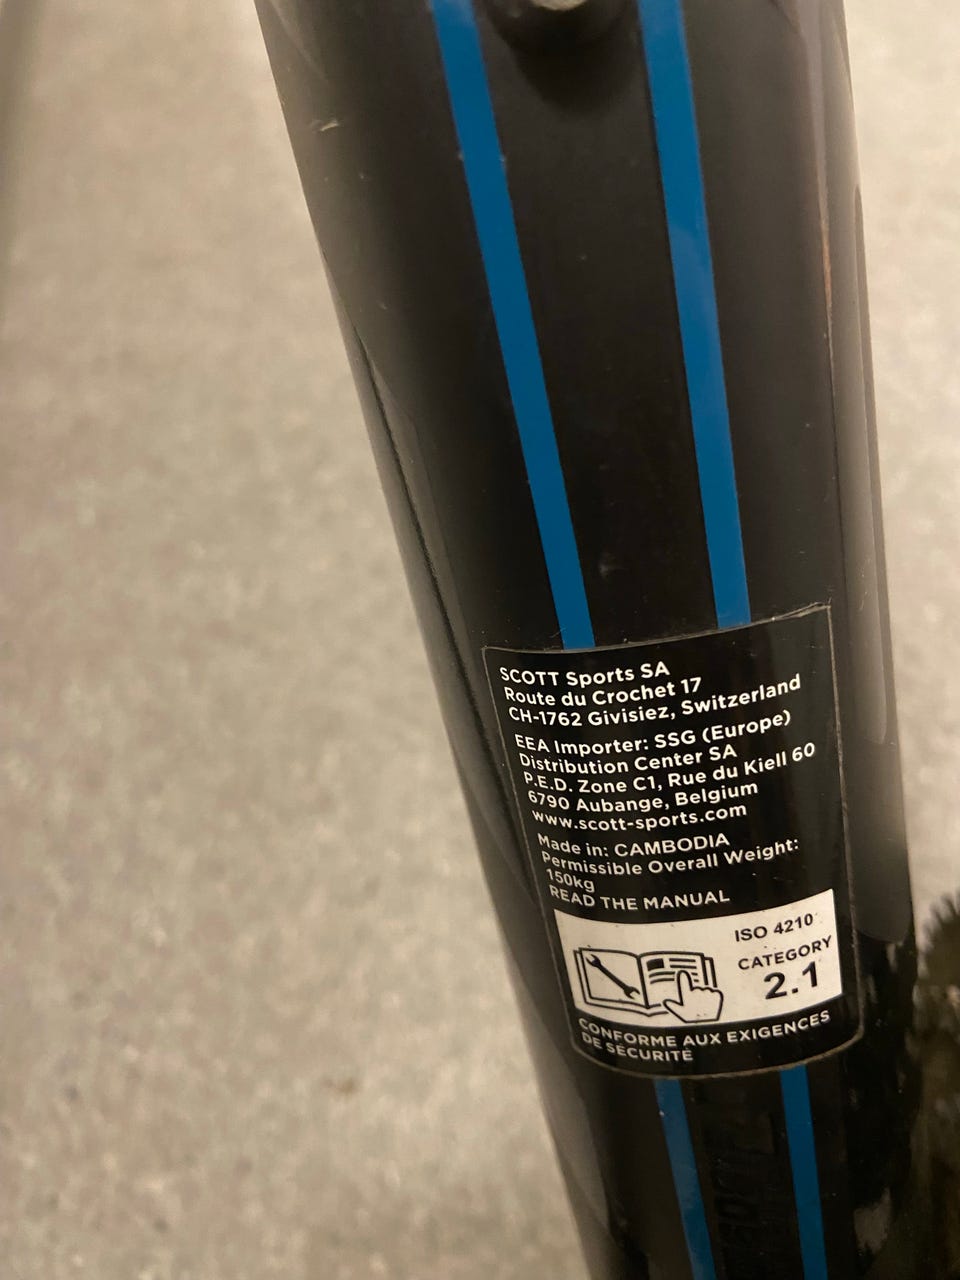 SCOTT Sports SA
Route du Crochet 17
CH-1762 Givisiez, Switzerland
EEA Importer: SSG (Europe)
Distribution Center SA
P.E.D. Zone C1, Rue du Kiell 60
6790 Aubange, Belgium
www.scott-sports.com
Made in: CAMBODIA
Permissible Overall Weight:
150kg
READ THE MANUAL
ISO 4210
CATEGORY
2.1
CONFORME AUX EXIGENCES
DE SÉCURITÉ